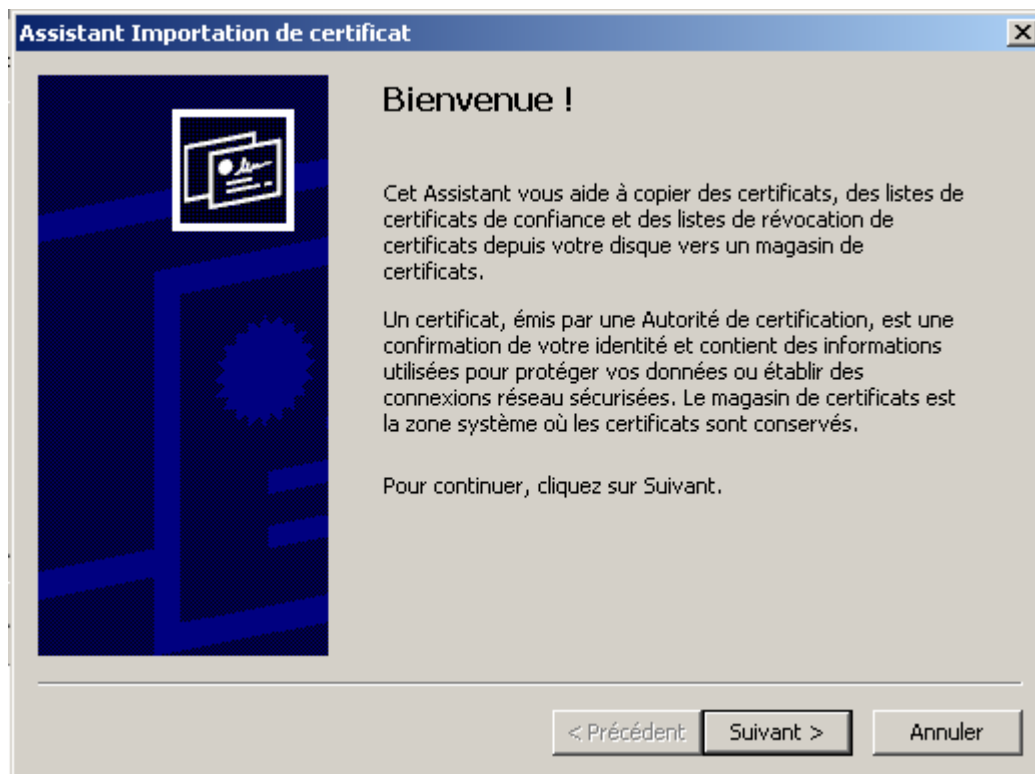 Assistant Importation de certificat
Bienvenue !
Cet Assistant vous aide à copier des certificats, des listes de
certificats de confiance et des listes de révocation de
certificats depuis votre disque vers un magasin de
certificats.
Un certificat, émis par une Autorité de certification, est une
confirmation de votre identité et contient des informations
utilisées pour protéger vos données ou établir des
connexions réseau sécurisées. Le magasin de certificats est
la zone système où les certificats sont conservés.
Pour continuer, cliquez sur Suivant.
< Précédent Suivant > Annuler